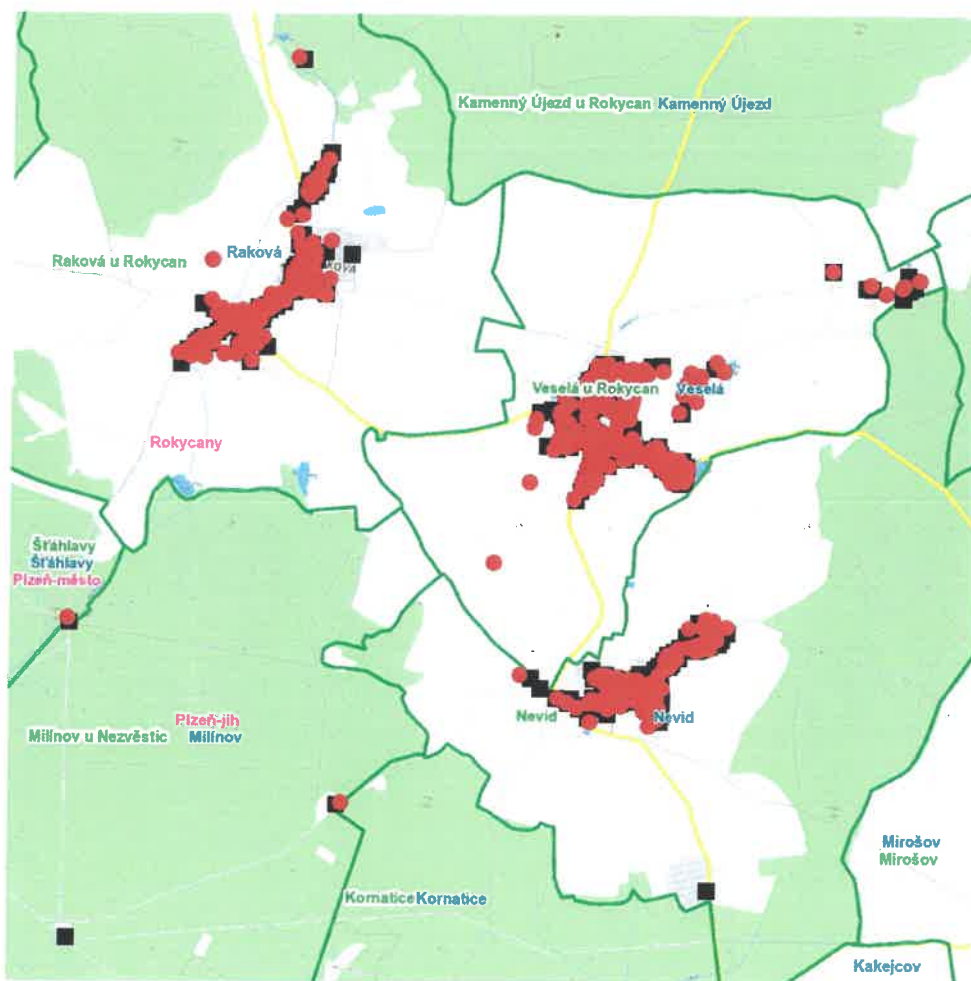 Kamenný Újezd u Rokycan Kamenný Újezd
Raková u Rokycan Raková
Veselá u Rokycan Veselá
Rokycany
Šťáhlavy
Šťáhlavy
Plzeň-město
Plzeň-jih
Milínov u Nezvěstic Milínov
Nevid Nevid
Mirošov
Mirošov
Kornatice Kornatice
Kakejcov